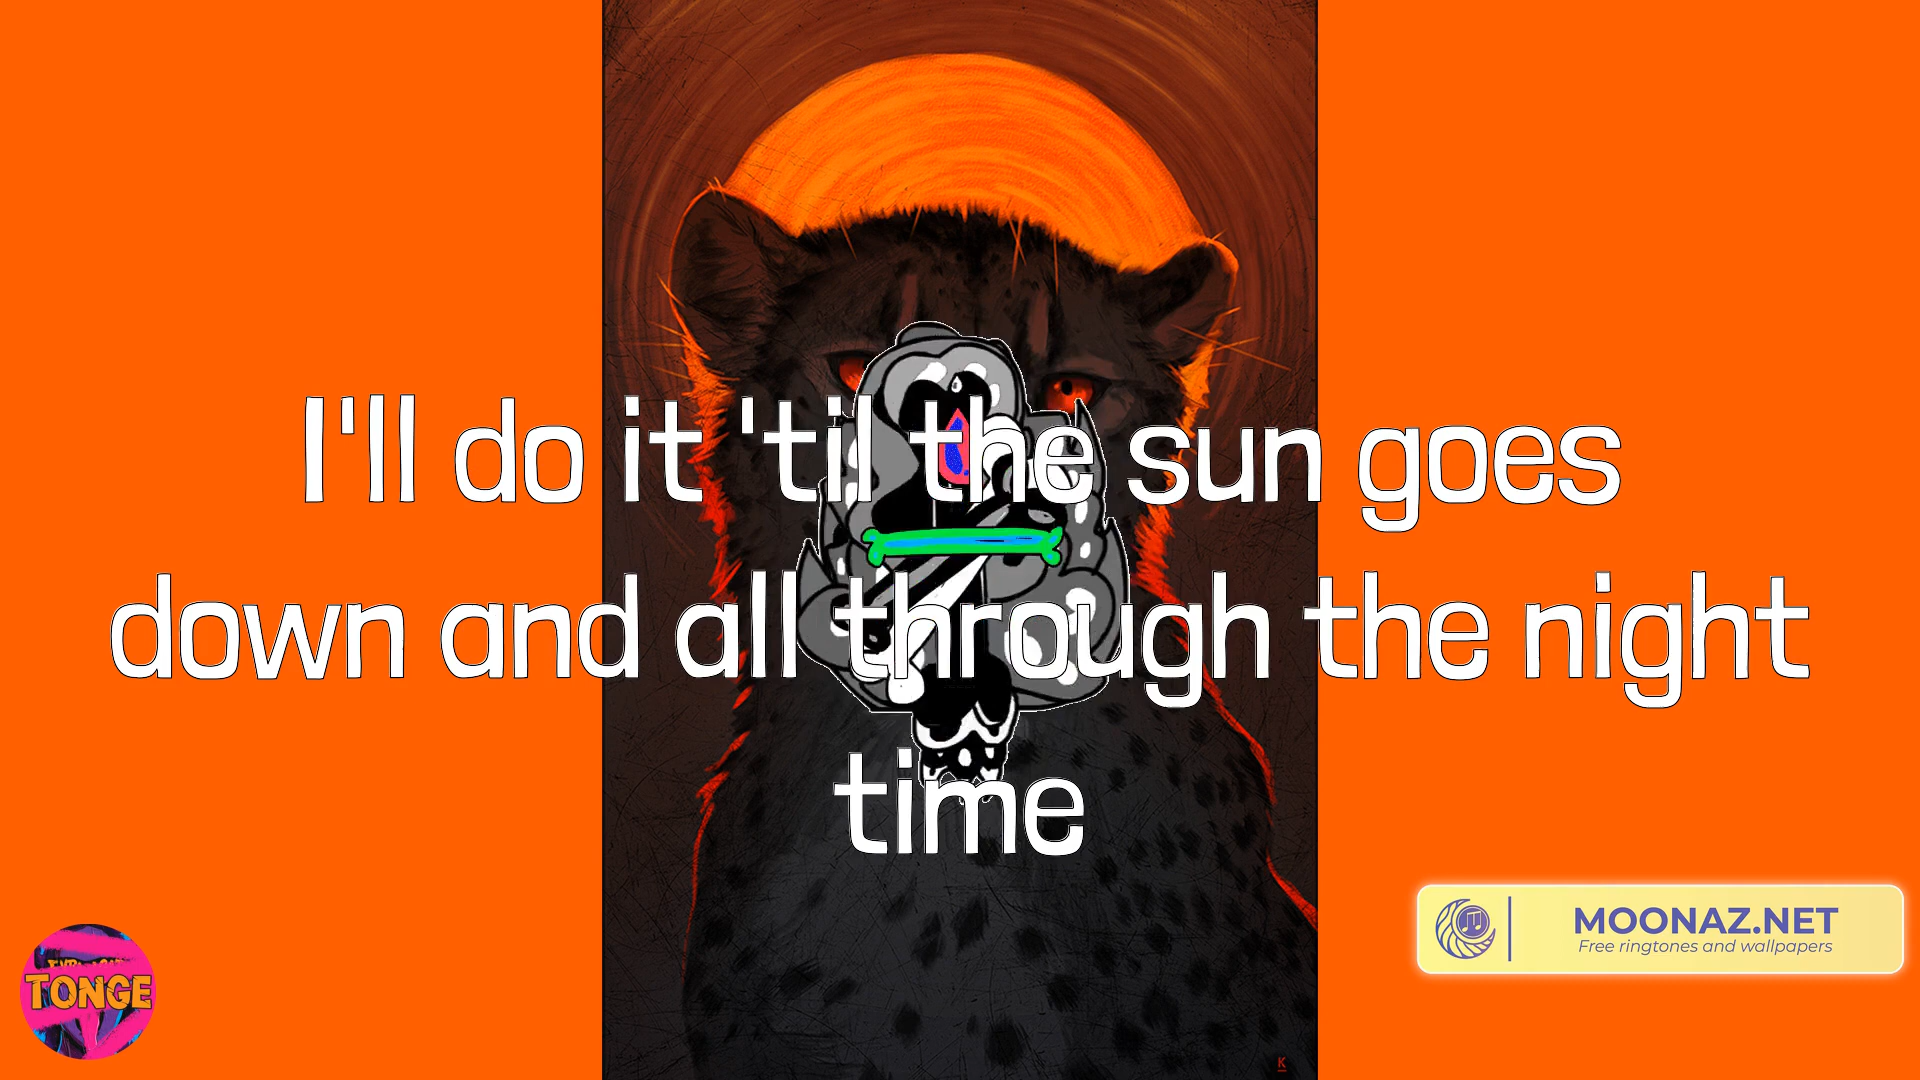 I'll do it 'til the sun goes
down and all through the night
time
MOONAZ.NET
Free ringtones and wallpapers
TONGE
K